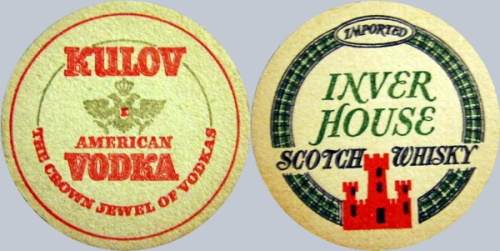 KULOV
AMERICAN
VODKA
THE CROWN JEWEL OF VODKAS
IMPORTED
INVER
HOUSE
SCOTCH WHISKY